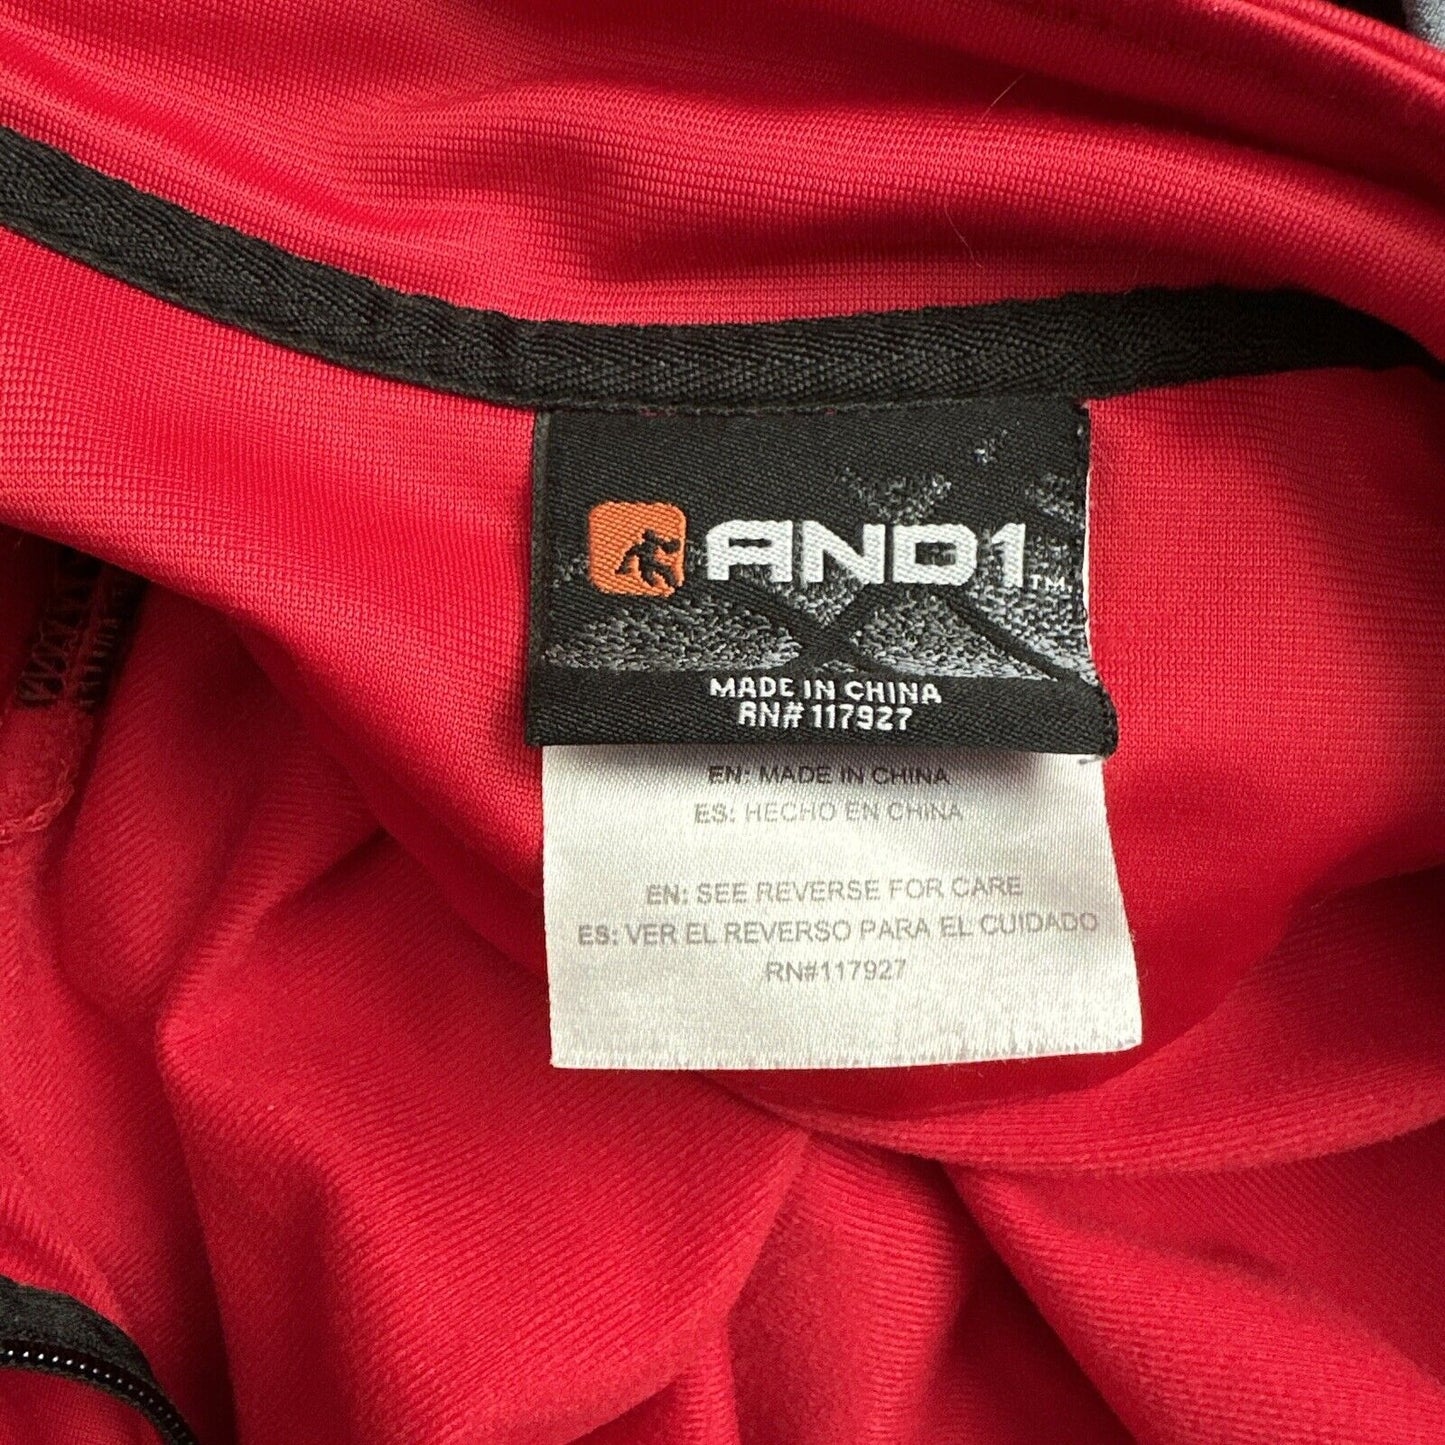 AND1™
MADE IN CHINA
RN# 117927
EN: MADE IN CHINA
ES: HECHO EN CHINA
EN: SEE REVERSE FOR CARE
ES: VER EL REVERSO PARA EL CUIDADO
RN#117927